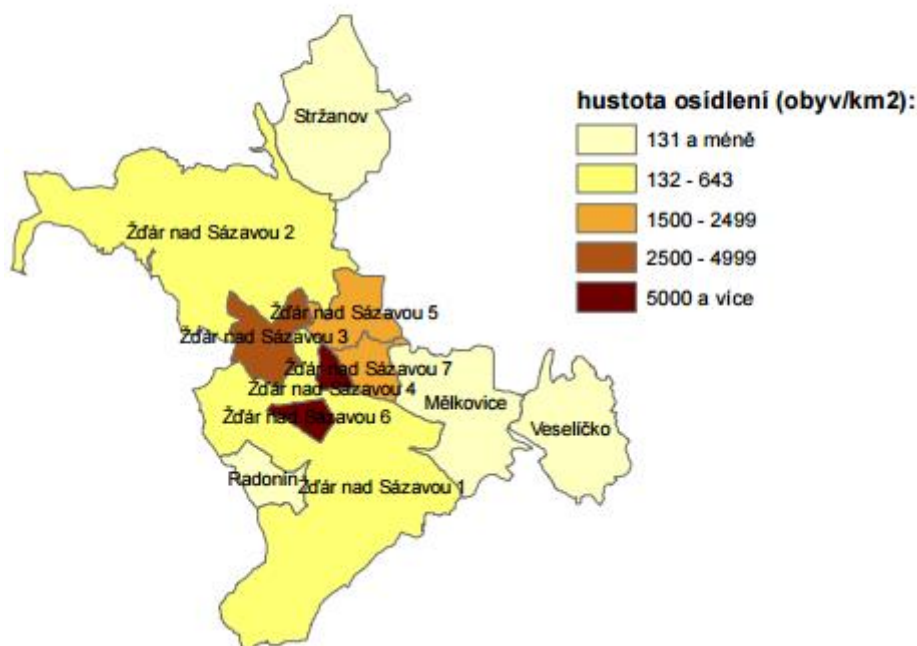 hustota osídlení (obyv/km2):
131 a méně
132 - 643
1500 - 2499
2500 - 4999
5000 a více
Stržanov
Žďár nad Sázavou 2
Žďár nad Sázavou 5
Žďár nad Sázavou 3
Žďár nad Sázavou 7
Žďár nad Sázavou 4
Mělkovice
Žďár nad Sázavou 6
Veselíčko
Radonín
Žďár nad Sázavou 1